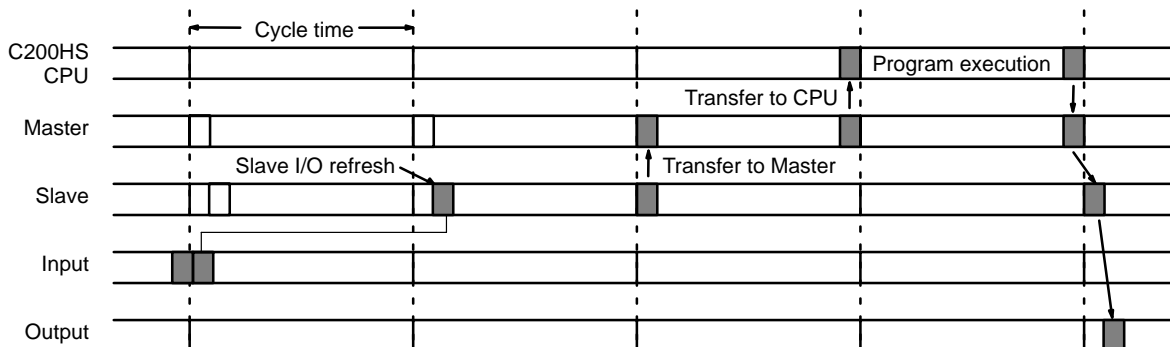 Cycle time
C200HS
CPU
Program execution
Transfer to CPU
Master
Slave I/O refresh
Transfer to Master
Slave
Input
Output